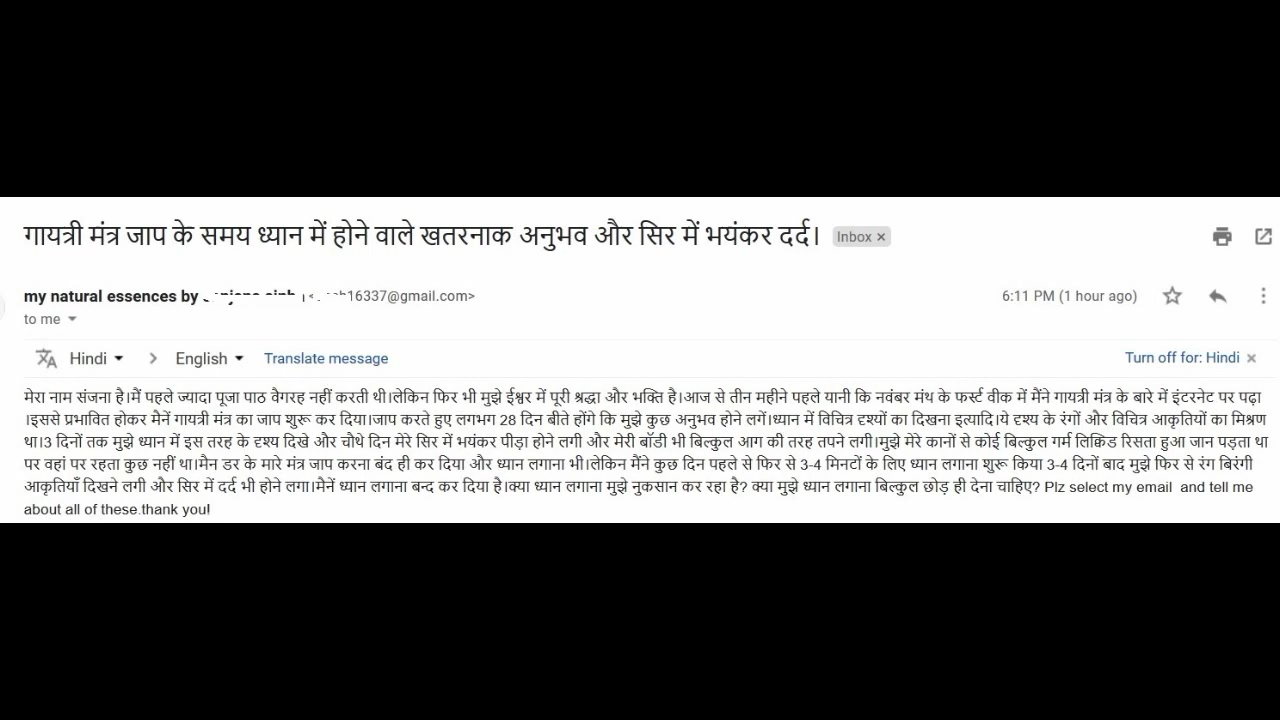 गायत्री मंत्र जाप के समय ध्यान में होने वाले खतरनाक अनुभव और सिर में भयंकर दर्द। Inbox ×
my natural essences by 16337@gmail.com> 6:11 PM (1 hour ago)
to me
Hindi > English Translate message Turn off for: Hindi ×
मेरा नाम संजना है।मैं पहले ज्यादा पूजा पाठ वैगरह नहीं करती थी।लेकिन फिर भी मुझे ईश्वर में पूरी श्रद्धा और भक्ति है।आज से तीन महीने पहले यानी कि नवंबर मंथ के फर्स्ट वीक में मैंने गायत्री मंत्र के बारे में इंटरनेट पर पढ़ा
।इससे प्रभावित होकर मैनें गायत्री मंत्र का जाप शुरू कर दिया।जाप करते हुए लगभग 28 दिन बीते होंगे कि मुझे कुछ अनुभव होने लगें।ध्यान में विचित्र दृश्यों का दिखना इत्यादि।ये दृश्य के रंगों और विचित्र आकृतियों का मिश्रण
था।3 दिनों तक मुझे ध्यान में इस तरह के दृश्य दिखे और चौथे दिन मेरे सिर में भयंकर पीड़ा होने लगी और मेरी बॉडी भी बिल्कुल आग की तरह तपने लगी।मुझे मेरे कानों से कोई बिल्कुल गर्म लिक्विड रिसता हुआ जान पड़ता था
पर वहां पर रहता कुछ नहीं था।मैन डर के मारे मंत्र जाप करना बंद ही कर दिया और ध्यान लगाना भी।लेकिन मैंने कुछ दिन पहले से फिर से 3-4 मिनटों के लिए ध्यान लगाना शुरू किया 3-4 दिनों बाद मुझे फिर से रंग बिरंगी
आकृतियाँ दिखने लगी और सिर में दर्द भी होने लगा।मैनें ध्यान लगाना बन्द कर दिया है।क्या ध्यान लगाना मुझे नुकसान कर रहा है? क्या मुझे ध्यान लगाना बिल्कुल छोड़ ही देना चाहिए? Plz select my email and tell me
about all of these.thank you!